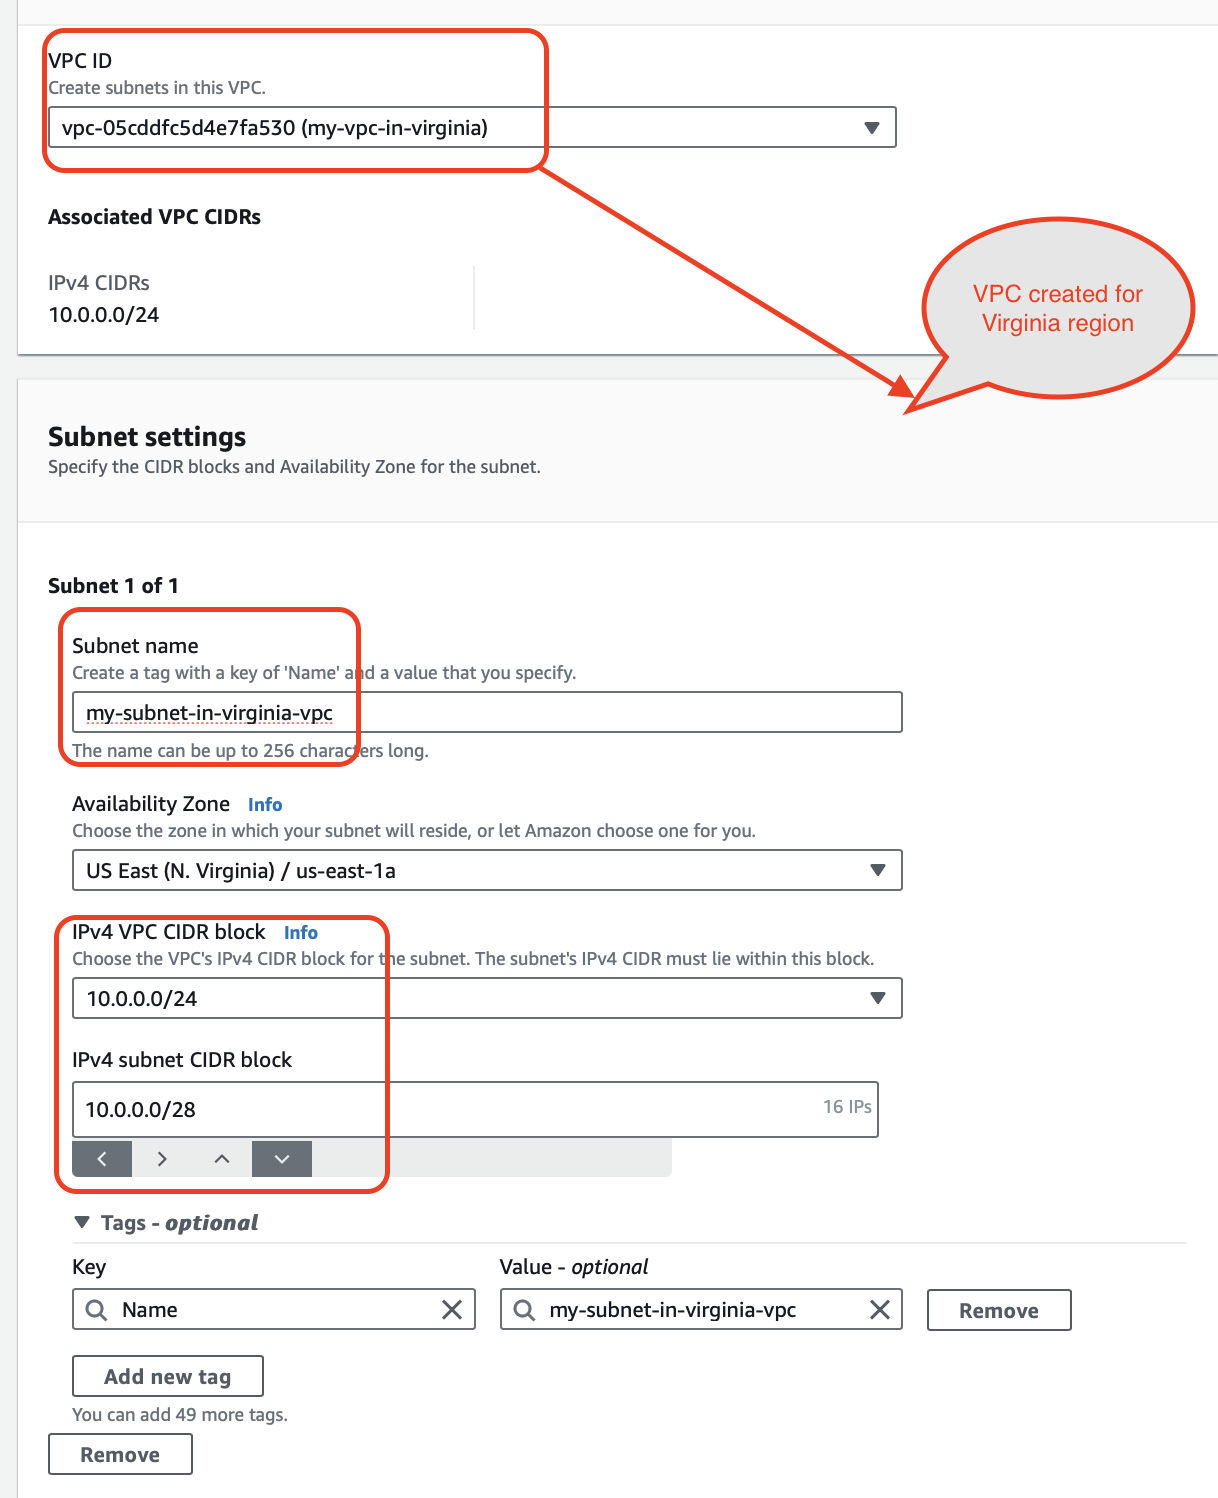 VPC ID
Create subnets in this VPC.
vpc-05cddfc5d4e7fa530 (my-vpc-in-virginia)
Associated VPC CIDRs
IPv4 CIDRs
10.0.0.0/24
VPC created for
Virginia region
Subnet settings
Specify the CIDR blocks and Availability Zone for the subnet.
Subnet 1 of 1
Subnet name
Create a tag with a key of 'Name' and a value that you specify.
my-subnet-in-virginia-vpc
The name can be up to 256 characters long.
Availability Zone Info
Choose the zone in which your subnet will reside, or let Amazon choose one for you.
US East (N. Virginia) / us-east-1a
IPv4 VPC CIDR block Info
Choose the VPC's IPv4 CIDR block for the subnet. The subnet's IPv4 CIDR must lie within this block.
10.0.0.0/24
IPv4 subnet CIDR block
10.0.0.0/28 16 IPs
Tags - optional
Key Value - optional
Name my-subnet-in-virginia-vpc Remove
Add new tag
You can add 49 more tags.
Remove